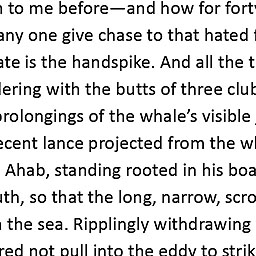 to me before—and how for fort
any one give chase to that hated
ate is the handspike. And all the t
lering with the butts of three club
prolongings of the whale’s visible
ecent lance projected from the w
Ahab, standing rooted in his boa
uth, so that the long, narrow, scro
the sea. Ripplingly withdrawing
red not pull into the eddy to strik